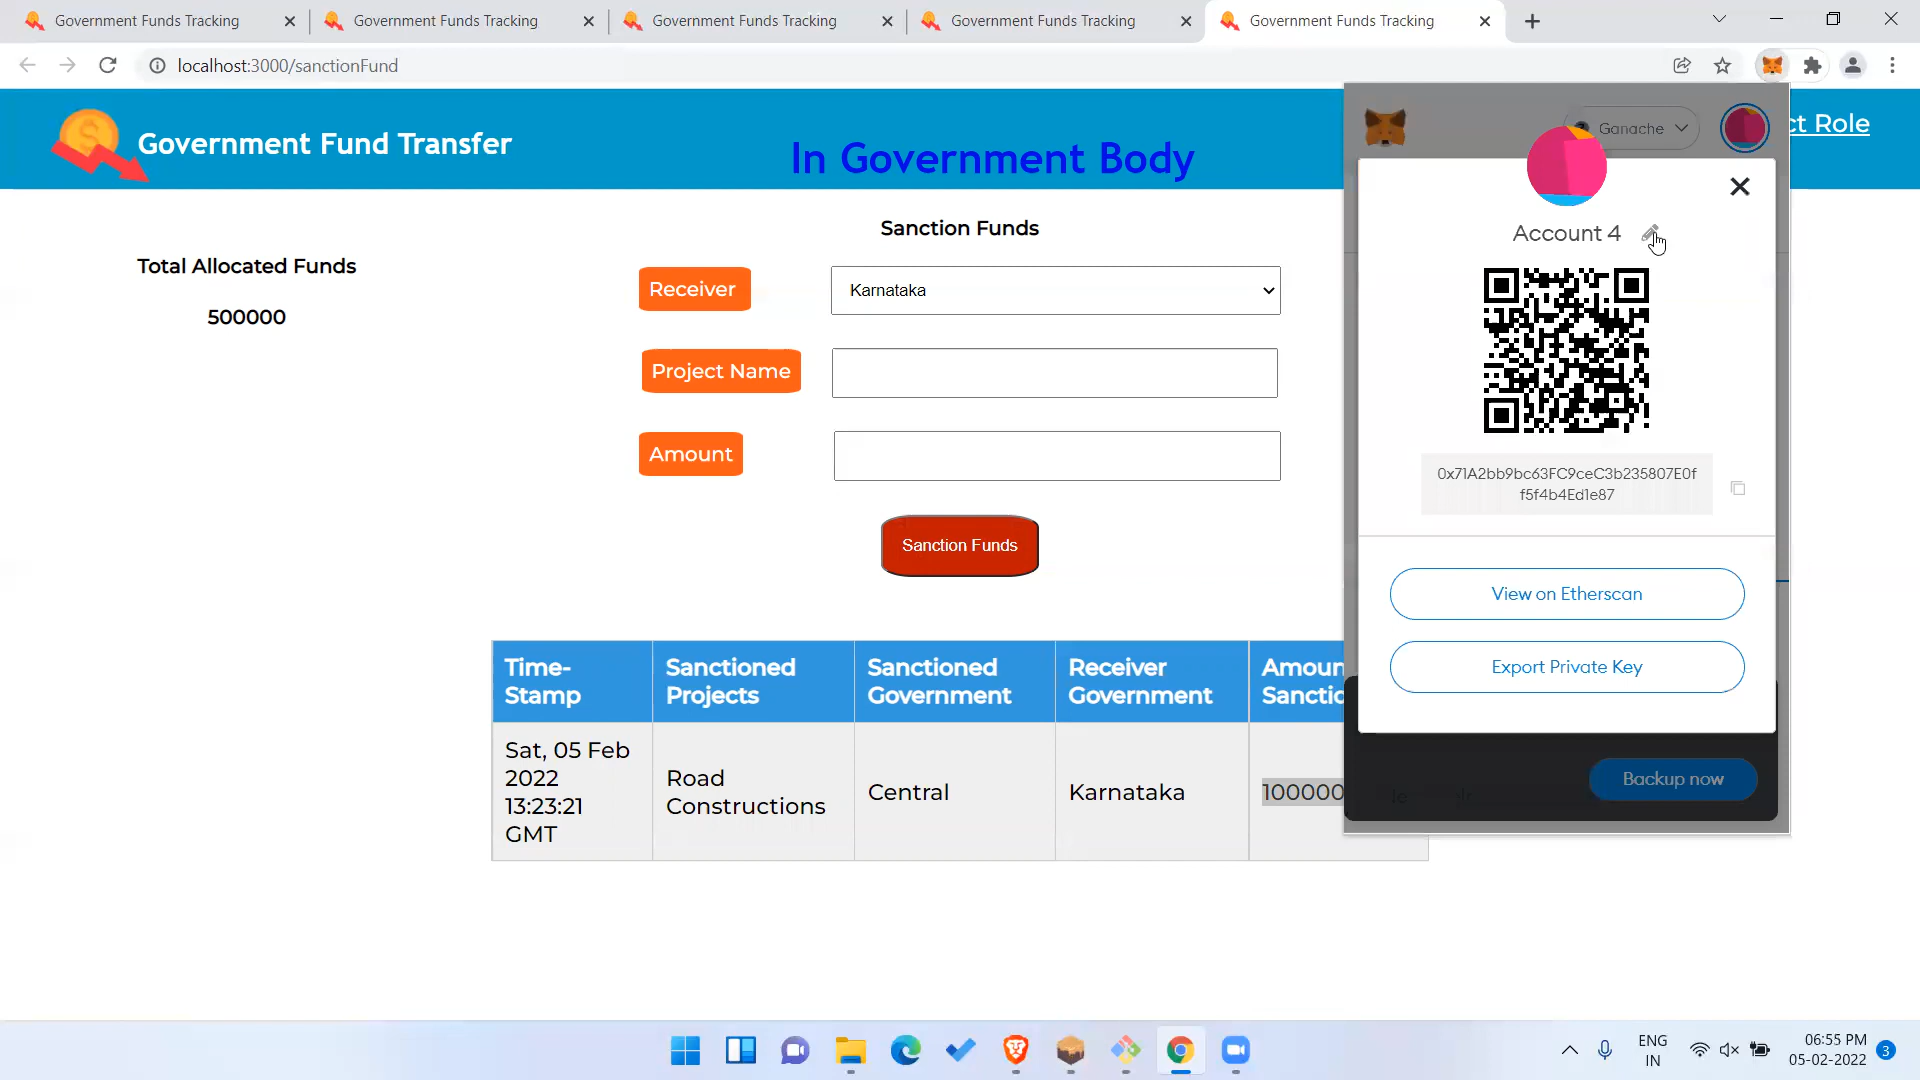 Government Funds Tracking
Government Funds Tracking
Government Funds Tracking
Government Funds Tracking
Government Funds Tracking
localhost:3000/sanctionFund
Government Fund Transfer
In Government Body
ct Role
Ganache
Account 4
0x71A2bb9bc63FC9ceC3b235807E0f
f5f4b4Ed1e87
View on Etherscan
Export Private Key
Backup now
Total Allocated Funds
500000
Sanction Funds
Receiver
Karnataka
Project Name
Amount
Sanction Funds
Time-
Stamp
Sanctioned
Projects
Sanctioned
Government
Receiver
Government
Amoun
Sanctio
Sat, 05 Feb
2022
13:23:21
GMT
Road
Constructions
Central
Karnataka
100000
ENG
IN
06:55 PM
05-02-2022
3